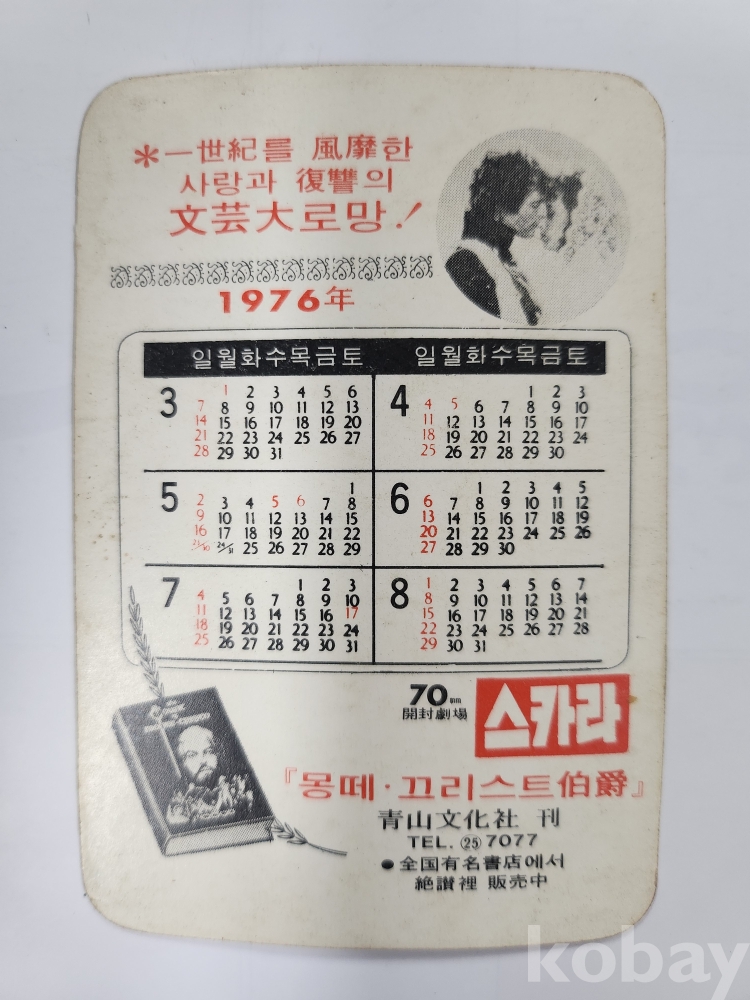 *一世紀를 風靡한
사랑과 復讐의
文芸大로망!
1976年
일월화수목금토
3
1 2 3 4 5 6
7 8 9 10 11 12 13
14 15 16 17 18 19 20
21 22 23 24 25 26 27
28 29 30 31
일월화수목금토
4
1 2 3
4 5 6 7 8 9 10
11 12 13 14 15 16 17
18 19 20 21 22 23 24
25 26 27 28 29 30
5
1
2 3 4 5 6 7 8
9 10 11 12 13 14 15
16 17 18 19 20 21 22
23/30 24/31 25 26 27 28 29
6
1 2 3 4 5
6 7 8 9 10 11 12
13 14 15 16 17 18 19
20 21 22 23 24 25 26
27 28 29 30
7
1 2 3
4 5 6 7 8 9 10
11 12 13 14 15 16 17
18 19 20 21 22 23 24
25 26 27 28 29 30 31
8
1 2 3 4 5 6 7
8 9 10 11 12 13 14
15 16 17 18 19 20 21
22 23 24 25 26 27 28
29 30 31
70mm
開封劇場
스카라
『몽떼·끄리스트伯爵』
青山文化社 刊
TEL. ㉕7077
●全国有名書店에서
絶讃裡 販売中
kobay